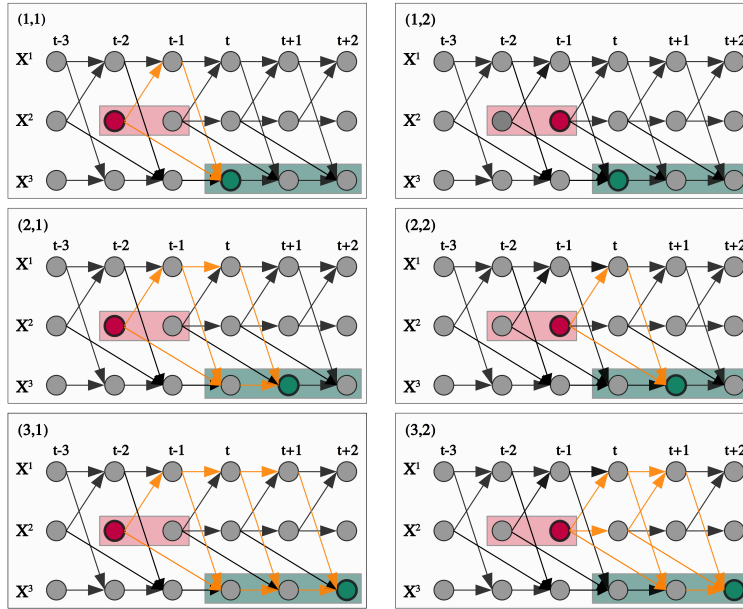 (1,1)
t-3 t-2 t-1 t t+1 t+2
X¹
X²
X³
(1,2)
t-3 t-2 t-1 t t+1 t+2
X¹
X²
X³
(2,1)
t-3 t-2 t-1 t t+1 t+2
X¹
X²
X³
(2,2)
t-3 t-2 t-1 t t+1 t+2
X¹
X²
X³
(3,1)
t-3 t-2 t-1 t t+1 t+2
X¹
X²
X³
(3,2)
t-3 t-2 t-1 t t+1 t+2
X¹
X²
X³